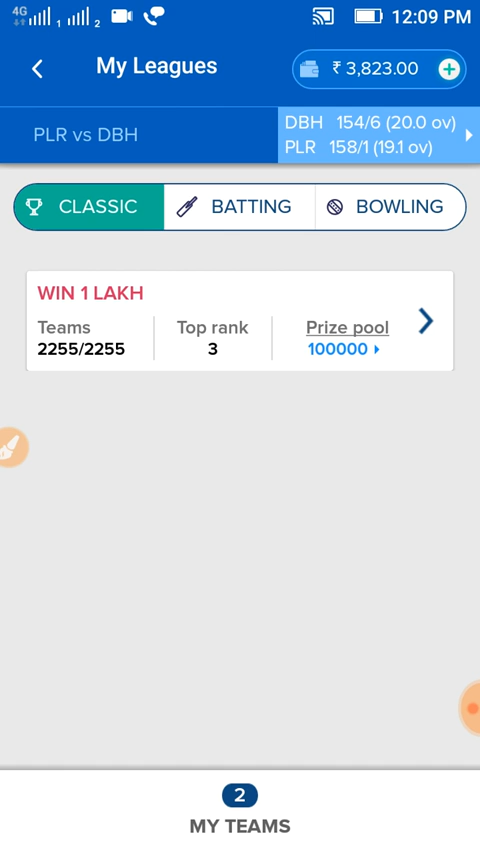 4G 1 2 12:09 PM
My Leagues ₹ 3,823.00
PLR vs DBH
DBH 154/6 (20.0 ov)
PLR 158/1 (19.1 ov)
CLASSIC BATTING BOWLING
WIN 1 LAKH
Teams Top rank Prize pool
2255/2255 3 100000
2
MY TEAMS